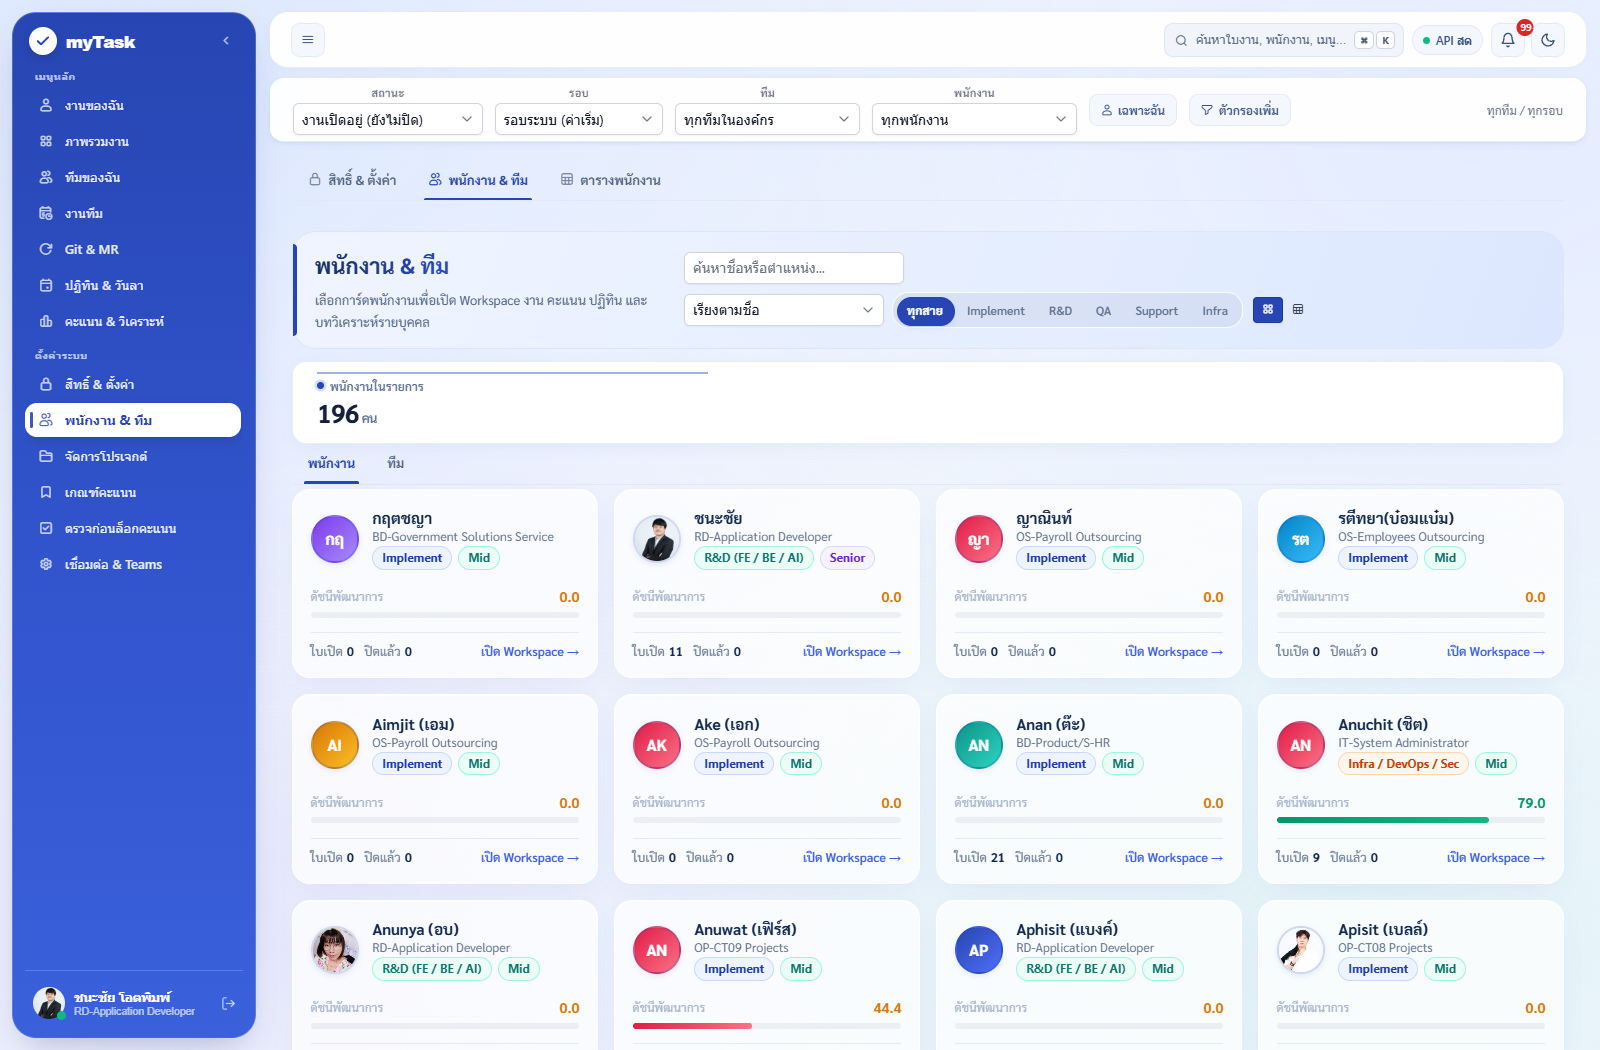 myTask
เมนูหลัก
งานของฉัน
ภาพรวมงาน
ทีมของฉัน
งานทีม
Git & MR
ปฏิทิน & วันลา
คะแนน & วิเคราะห์
ตั้งค่าระบบ
สิทธิ์ & ตั้งค่า
พนักงาน & ทีม
จัดการโปรเจกต์
เกณฑ์คะแนน
ตรวจก่อนล็อกคะแนน
เชื่อมต่อ & Teams
ชนะชัย โอตพิมพ์
RD-Application Developer
ค้นหาใบงาน, พนักงาน, เมนู... ⌘ K
API สด
99
สถานะ รอบ ทีม พนักงาน
งานเปิดอยู่ (ยังไม่ปิด) รอบระบบ (ค่าเริ่ม) ทุกทีมในองค์กร ทุกพนักงาน เฉพาะฉัน ตัวกรองเพิ่ม ทุกทีม / ทุกรอบ
สิทธิ์ & ตั้งค่า พนักงาน & ทีม ตารางพนักงาน
พนักงาน & ทีม
เลือกการ์ดพนักงานเพื่อเปิด Workspace งาน คะแนน ปฏิทิน และ
บทวิเคราะห์รายบุคคล
ค้นหาชื่อหรือตำแหน่ง...
เรียงตามชื่อ ทุกสาย Implement R&D QA Support Infra
พนักงานในรายการ
196 คน
พนักงาน ทีม
กฤ กฤตชญา
BD-Government Solutions Service
Implement Mid
ดัชนีพัฒนาการ 0.0
ใบเปิด 0 ปิดแล้ว 0 เปิด Workspace →
ชนะชัย
RD-Application Developer
R&D (FE / BE / AI) Senior
ดัชนีพัฒนาการ 0.0
ใบเปิด 11 ปิดแล้ว 0 เปิด Workspace →
ญา ญาณินท์
OS-Payroll Outsourcing
Implement Mid
ดัชนีพัฒนาการ 0.0
ใบเปิด 0 ปิดแล้ว 0 เปิด Workspace →
รต รตีทยา(บ๋อมแบ๋ม)
OS-Employees Outsourcing
Implement Mid
ดัชนีพัฒนาการ 0.0
ใบเปิด 0 ปิดแล้ว 0 เปิด Workspace →
AI Aimjit (เอม)
OS-Payroll Outsourcing
Implement Mid
ดัชนีพัฒนาการ 0.0
ใบเปิด 0 ปิดแล้ว 0 เปิด Workspace →
AK Ake (เอก)
OS-Payroll Outsourcing
Implement Mid
ดัชนีพัฒนาการ 0.0
ใบเปิด 0 ปิดแล้ว 0 เปิด Workspace →
AN Anan (ต๊ะ)
BD-Product/S-HR
Implement Mid
ดัชนีพัฒนาการ 0.0
ใบเปิด 21 ปิดแล้ว 0 เปิด Workspace →
AN Anuchit (ชิต)
IT-System Administrator
Infra / DevOps / Sec Mid
ดัชนีพัฒนาการ 79.0
ใบเปิด 9 ปิดแล้ว 0 เปิด Workspace →
Anunya (อบ)
RD-Application Developer
R&D (FE / BE / AI) Mid
ดัชนีพัฒนาการ 0.0
AN Anuwat (เฟิร์ส)
OP-CT09 Projects
Implement Mid
ดัชนีพัฒนาการ 44.4
AP Aphisit (แบงค์)
RD-Application Developer
R&D (FE / BE / AI) Mid
ดัชนีพัฒนาการ 0.0
Apisit (เบลล์)
OP-CT08 Projects
Implement Mid
ดัชนีพัฒนาการ 0.0